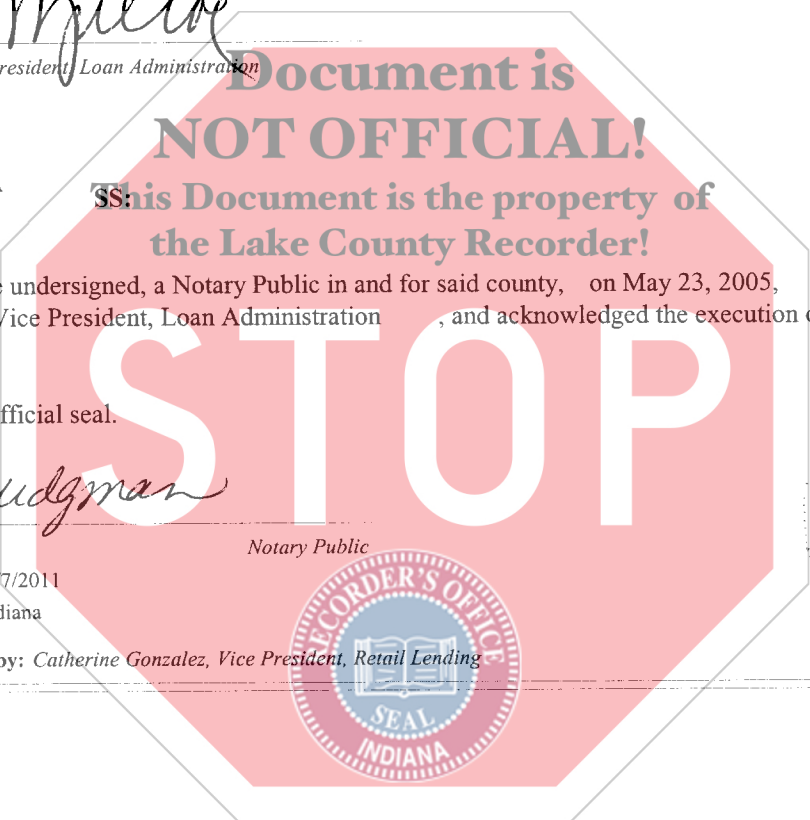 resident, Loan Administration
Document is
NOT OFFICIAL!
SS:
This Document is the property of
the Lake County Recorder!
undersigned, a Notary Public in and for said county, on May 23, 2005,
Vice President, Loan Administration , and acknowledged the execution
STOP
fficial seal.
udgman
Notary Public
7/2011
diana
by: Catherine Gonzalez, Vice President, Retail Lending
RECORDER'S OFFICE
SEAL
INDIANA